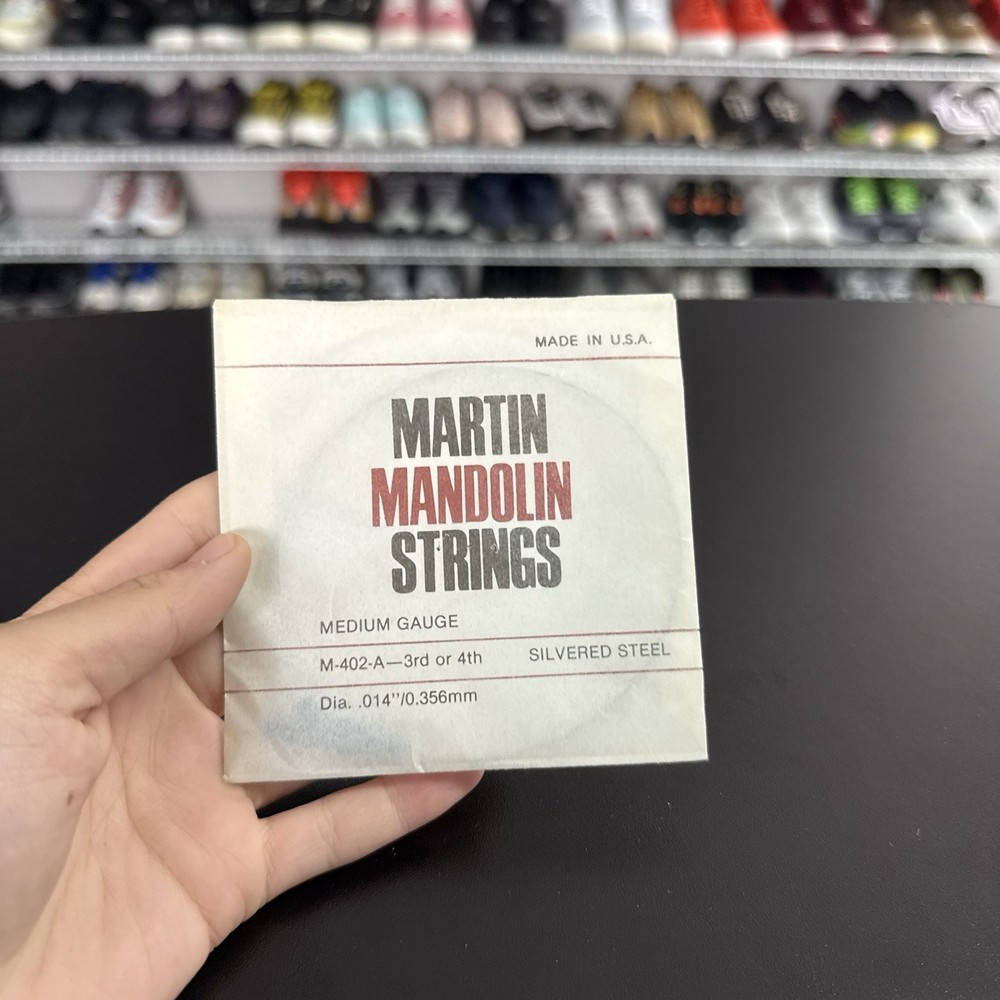 MADE IN U.S.A.
MARTIN
MANDOLIN
STRINGS
MEDIUM GAUGE
M-402-A—3rd or 4th SILVERED STEEL
Dia. .014’’/0.356mm